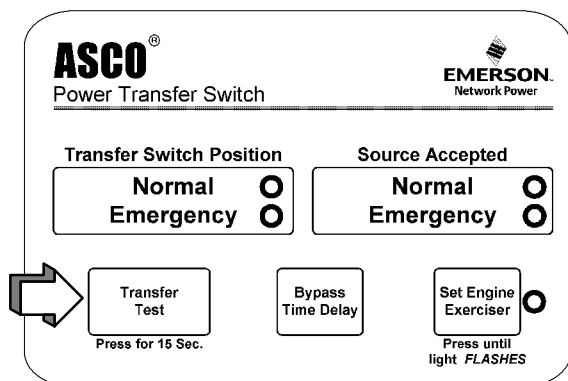 ASCO®
Power Transfer Switch
EMERSON™
Network Power
Transfer Switch Position
Normal
Emergency
Source Accepted
Normal
Emergency
Transfer
Test
Press for 15 Sec.
Bypass
Time Delay
Set Engine
Exerciser
Press until
light FLASHES